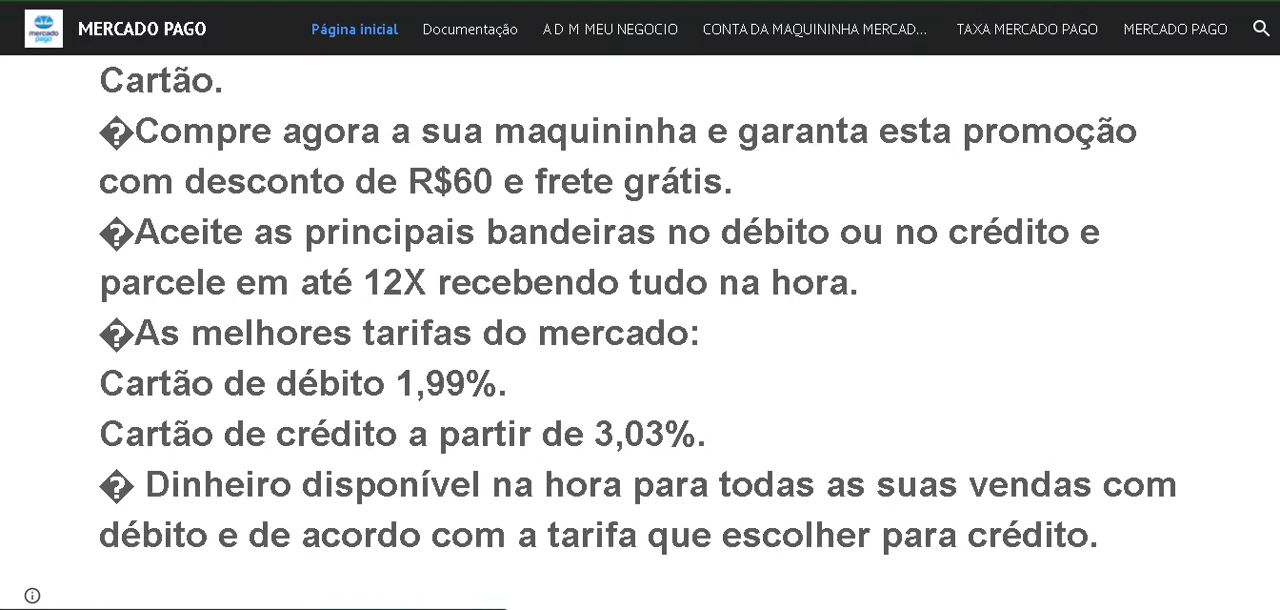 mercado
pago
MERCADO PAGO
Página inicial
Documentação
A D M MEU NEGOCIO
CONTA DA MAQUININHA MERCAD...
TAXA MERCADO PAGO
MERCADO PAGO
Cartão.
�Compre agora a sua maquininha e garanta esta promoção
com desconto de R$60 e frete grátis.
�Aceite as principais bandeiras no débito ou no crédito e
parcele em até 12X recebendo tudo na hora.
�As melhores tarifas do mercado:
Cartão de débito 1,99%.
Cartão de crédito a partir de 3,03%.
� Dinheiro disponível na hora para todas as suas vendas com
débito e de acordo com a tarifa que escolher para crédito.